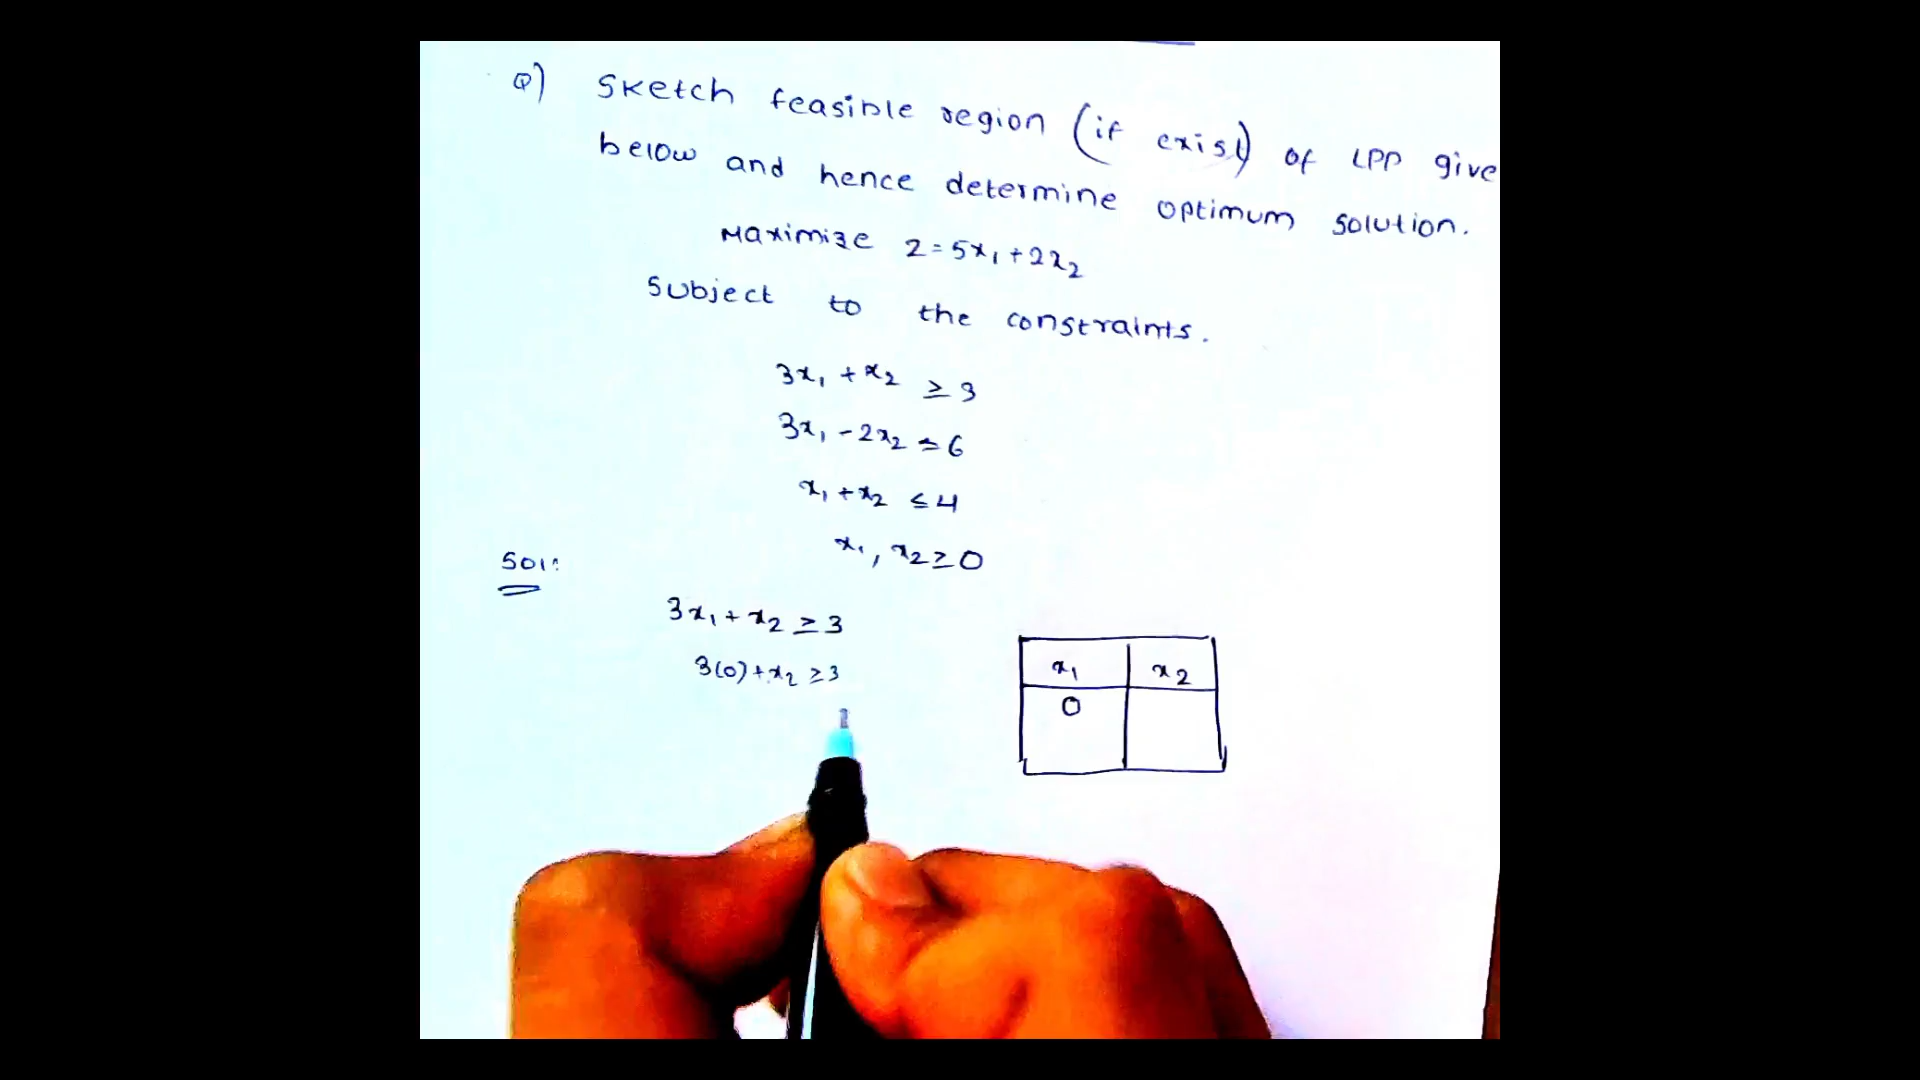 Q) Sketch feasible region (if exist) of LPP give
below and hence determine optimum solution.
Maximize Z = 5x₁ + 2x₂
Subject to the constraints.
3x₁ + x₂ ≥ 3
3x₁ - 2x₂ = 6
x₁ + x₂ ≤ 4
x₁, x₂ ≥ 0
Sol:
3x₁ + x₂ ≥ 3
3(0) + x₂ ≥ 3
x₁ x₂
0